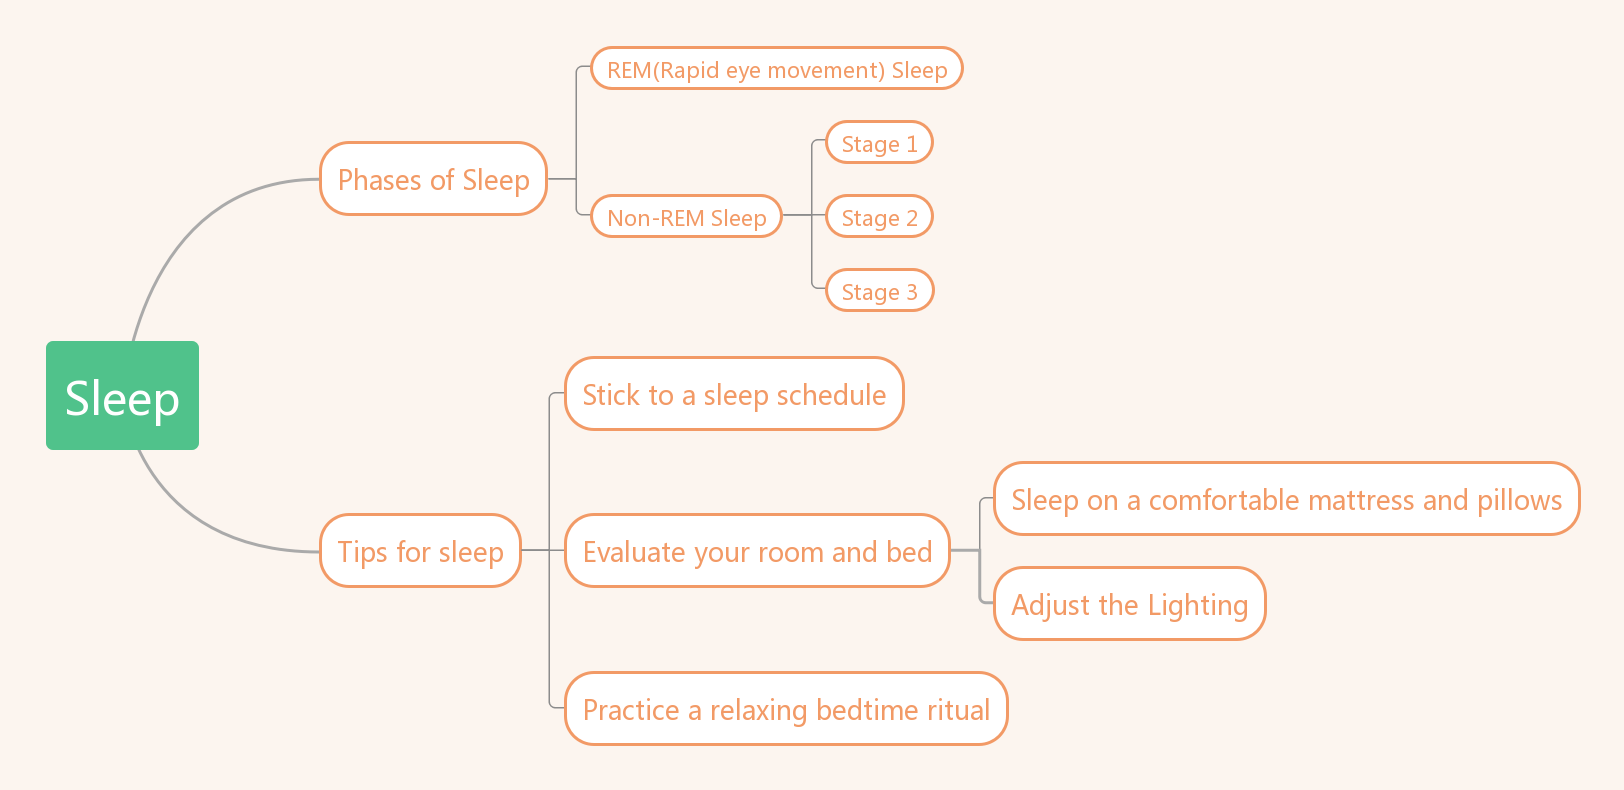 Sleep
Phases of Sleep
REM(Rapid eye movement) Sleep
Non-REM Sleep
Stage 1
Stage 2
Stage 3
Tips for sleep
Stick to a sleep schedule
Evaluate your room and bed
Sleep on a comfortable mattress and pillows
Adjust the Lighting
Practice a relaxing bedtime ritual